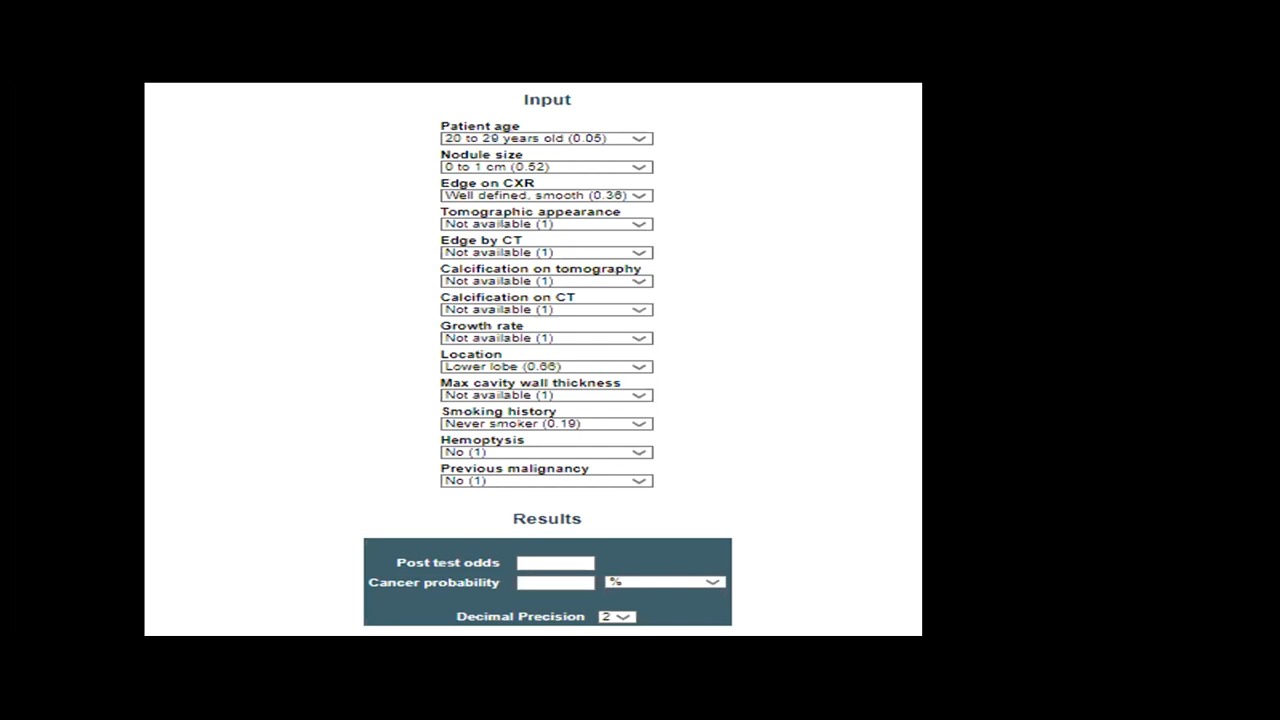 Input
Patient age
20 to 29 years old (0.05)
Nodule size
0 to 1 cm (0.52)
Edge on CXR
Well defined, smooth (0.36)
Tomographic appearance
Not available (1)
Edge by CT
Not available (1)
Calcification on tomography
Not available (1)
Calcification on CT
Not available (1)
Growth rate
Not available (1)
Location
Lower lobe (0.66)
Max cavity wall thickness
Not available (1)
Smoking history
Never smoker (0.19)
Hemoptysis
No (1)
Previous malignancy
No (1)
Results
Post test odds
Cancer probability %
Decimal Precision 2